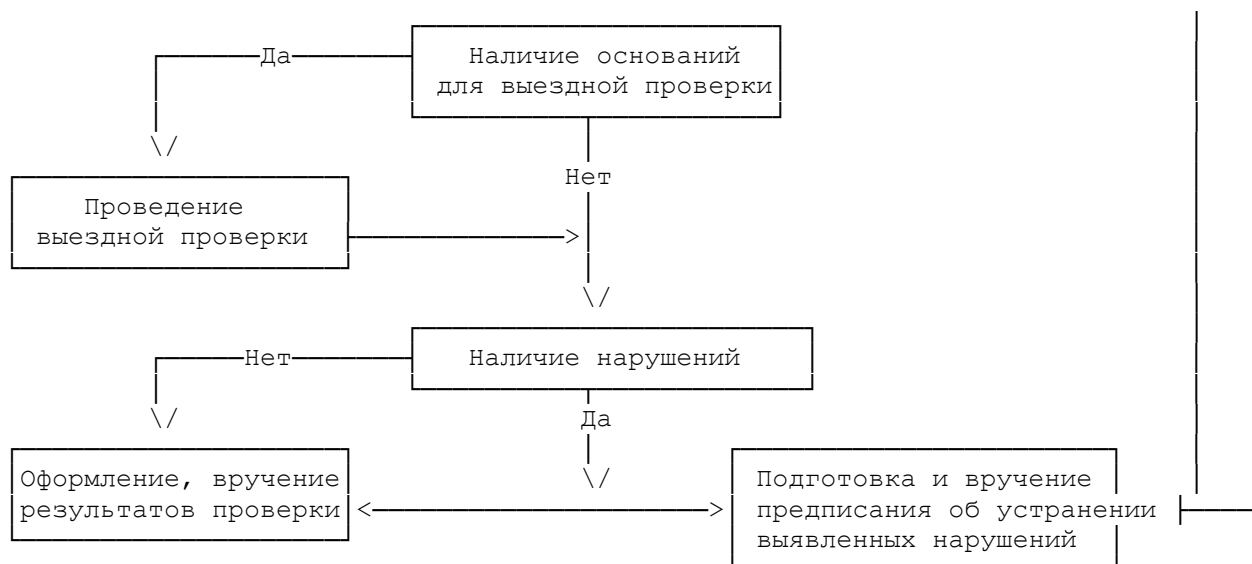 Да
Наличие оснований
для выездной проверки
Нет
Проведение
выездной проверки
Нет
Наличие нарушений
Да
Оформление, вручение
результатов проверки
Подготовка и вручение
предписания об устранении
выявленных нарушений